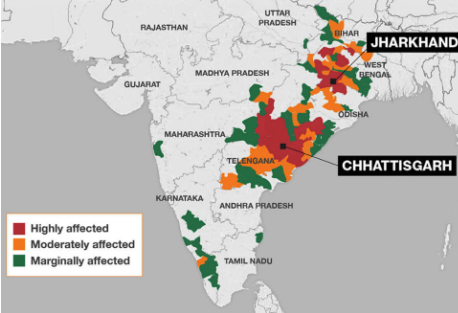 UTTAR
PRADESH
RAJASTHAN
BIHAR
JHARKHAND
WEST
BENGAL
MADHYA PRADESH
GUJARAT
ODISHA
MAHARASHTRA
TELENGANA
CHHATTISGARH
KARNATAKA
ANDHRA PRADESH
Highly affected
Moderately affected
Marginally affected
TAMIL NADU